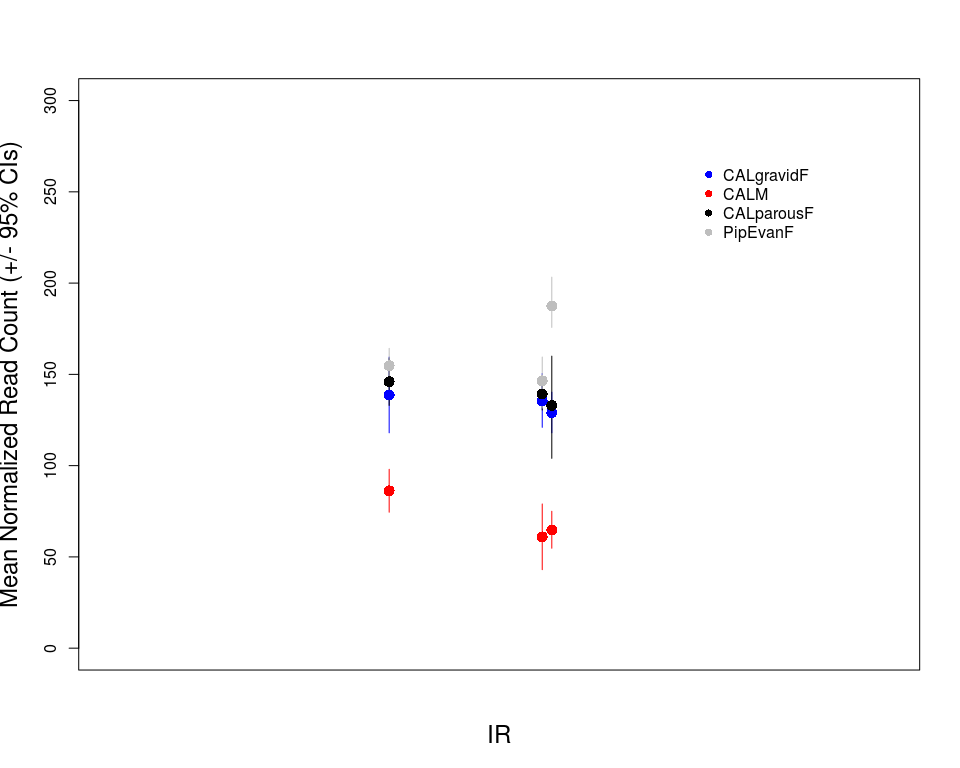 Mean Normalized Read Count (+/- 95% CIs)
300
250
200
150
100
50
0
CALgravidF
CALM
CALparousF
PipEvanF
IR